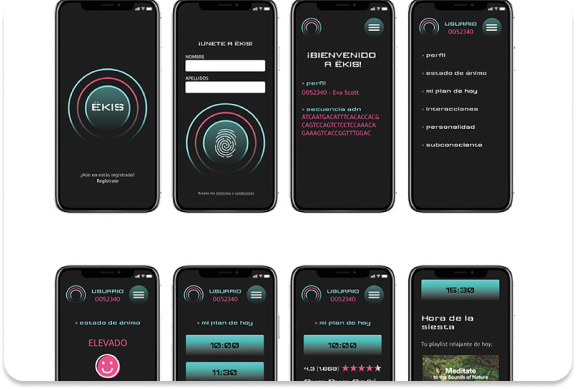 ËKIS
¿Aún no estás registrado?
Regístrate
¡ÚNETE A ËKIS!
NOMBRE
APELLIDOS
Acepto los términos y condiciones
¡BIENVENIDO
A ËKIS!
> perfil
0052340 - Eva Scott
> secuencia adn
ATCAATGACATTTCACACCACG
CAGTCCAGTCTCCTCCAAACA
GAAAGTCACCGGTTTGGAC
USUARIO
0052340
> perfil
> estado de ánimo
> mi plan de hoy
> interacciones
> personalidad
> subconsciente
USUARIO
0052340
> estado de ánimo
ELEVADO
USUARIO
0052340
> mi plan de hoy
10:00
11:30
USUARIO
0052340
> mi plan de hoy
10:00
4.3 (1.669)
15:30
Hora de la
siesta
Tu playlist relajante de hoy:
Meditate
to the Sounds of Nature